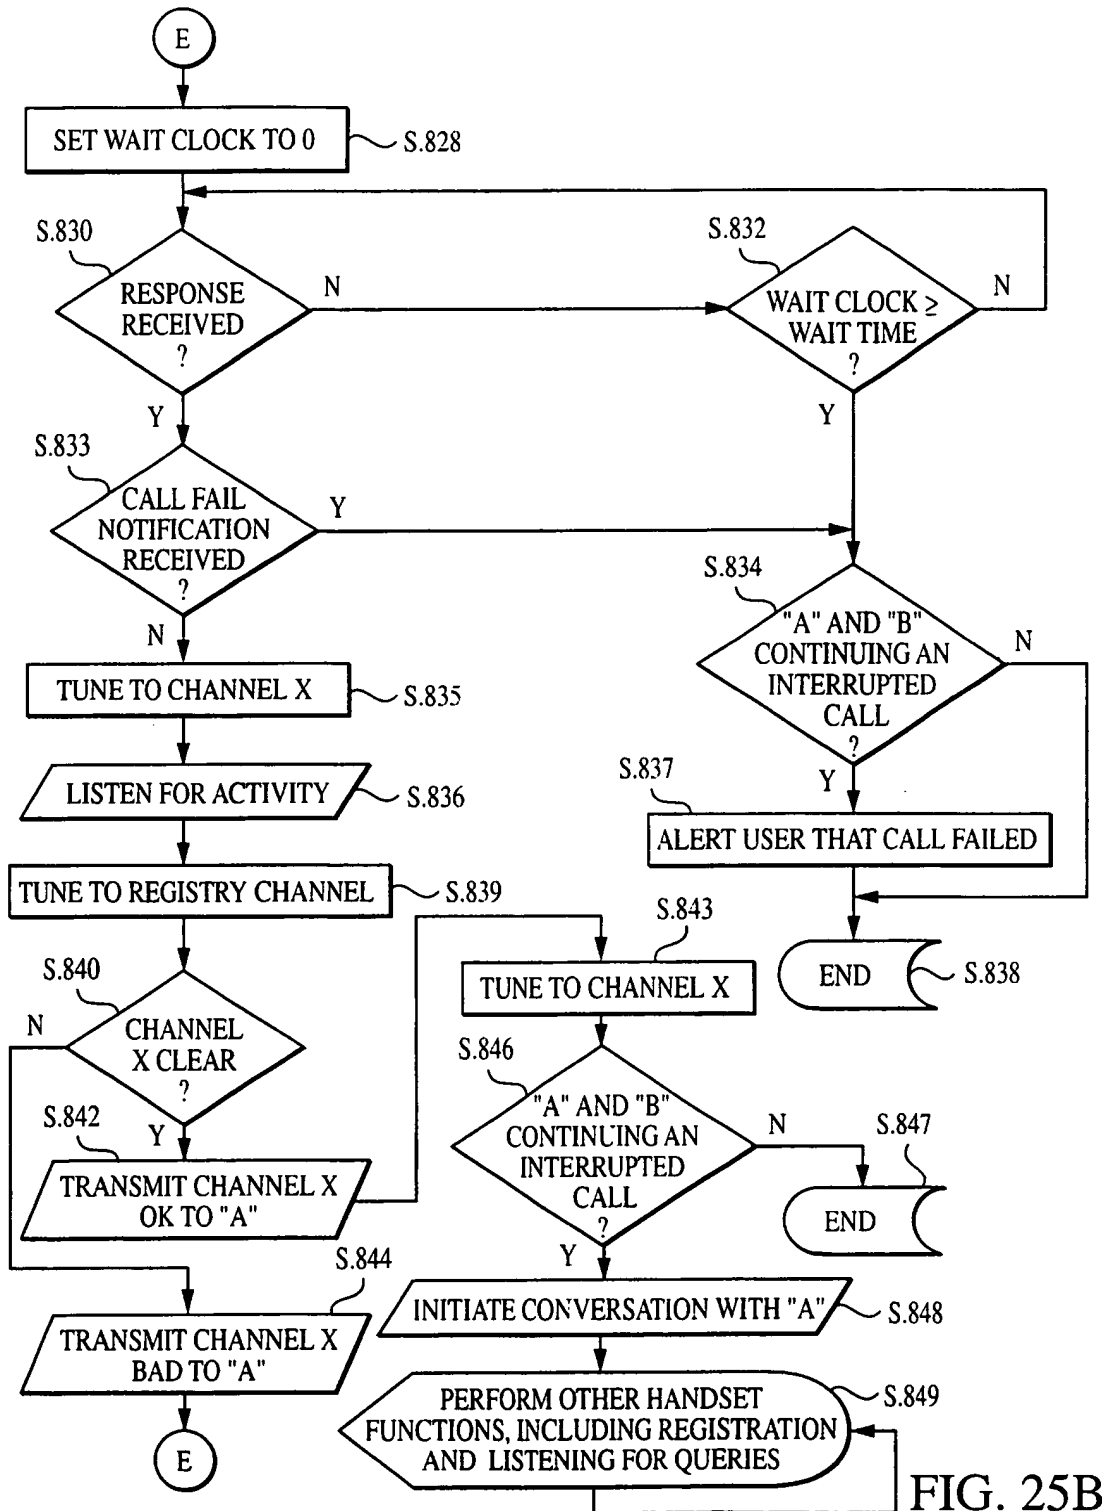 E
SET WAIT CLOCK TO 0
S.828
S.830
RESPONSE
RECEIVED
?
N
Y
S.832
WAIT CLOCK ≥
WAIT TIME
?
N
Y
S.833
CALL FAIL
NOTIFICATION
RECEIVED
?
Y
N
S.834
"A" AND "B"
CONTINUING AN
INTERRUPTED
CALL
?
N
Y
TUNE TO CHANNEL X
S.835
LISTEN FOR ACTIVITY
S.836
S.837
ALERT USER THAT CALL FAILED
END
S.838
TUNE TO REGISTRY CHANNEL
S.839
S.840
CHANNEL
X CLEAR
?
N
Y
S.842
TRANSMIT CHANNEL X
OK TO "A"
S.843
TUNE TO CHANNEL X
S.844
TRANSMIT CHANNEL X
BAD TO "A"
E
S.846
"A" AND "B"
CONTINUING AN
INTERRUPTED
CALL
?
N
Y
S.847
END
INITIATE CONVERSATION WITH "A"
S.848
PERFORM OTHER HANDSET
FUNCTIONS, INCLUDING REGISTRATION
AND LISTENING FOR QUERIES
S.849
FIG. 25B